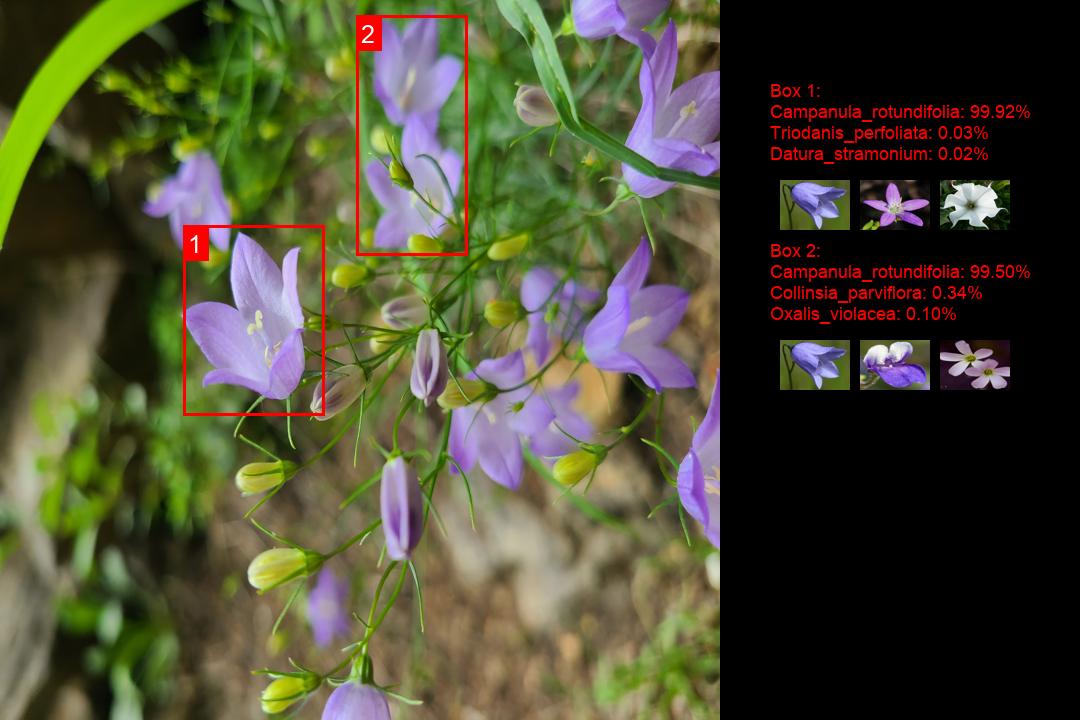 2
1
Box 1:
Campanula_rotundifolia: 99.92%
Triodanis_perfoliata: 0.03%
Datura_stramonium: 0.02%
Box 2:
Campanula_rotundifolia: 99.50%
Collinsia_parviflora: 0.34%
Oxalis_violacea: 0.10%